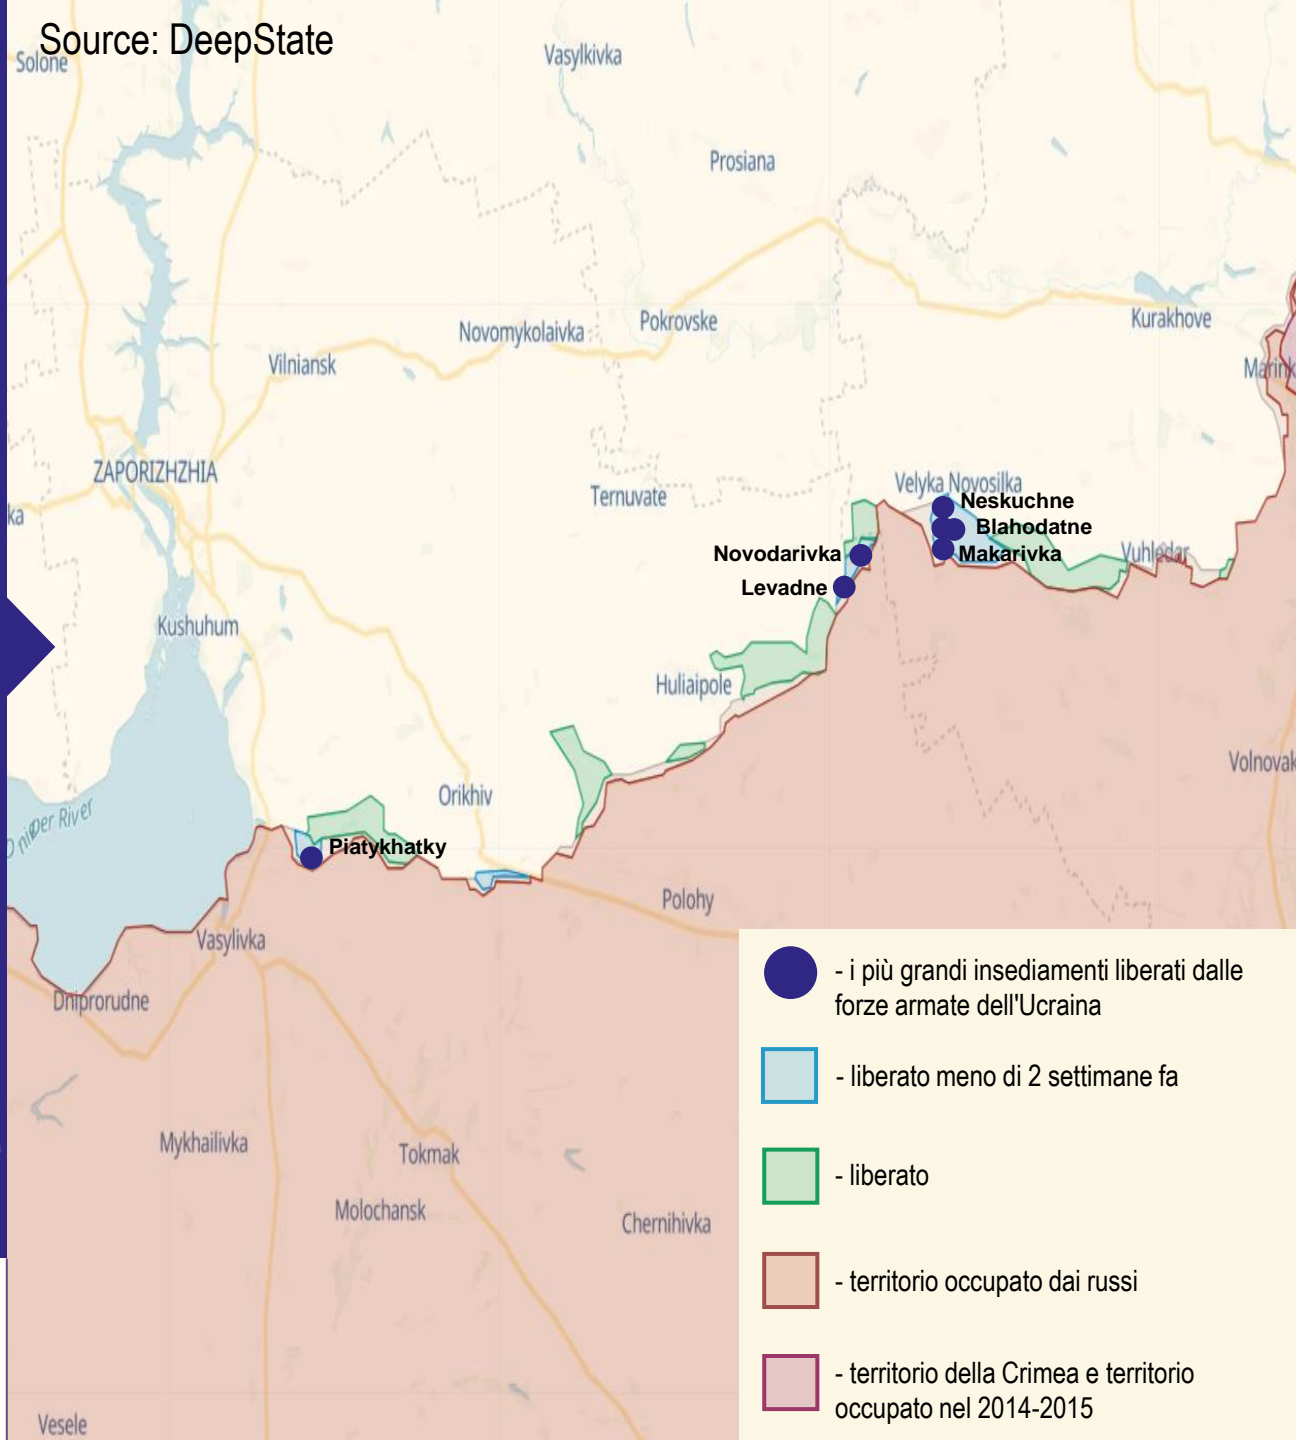 Source: DeepState
Solone
Vasylkivka
Prosiana
Kurakhove
Pokrovske
Novomykolaivka
Vilniansk
Marink
ZAPORIZHZHIA
Velyka Novosilka
Ternuvate
Neskuchne
ka
Blahodatne
Novodarivka
Makarivka
Vuhledar
Levadne
Kushuhum
Huliaipole
Volnovak
Orikhiv
Dnieper River
Piatykhatky
Polohy
Vasylivka
Dniprorudne
Mykhailivka
Tokmak
Molochansk
Chernihivka
Vesele
- i più grandi insediamenti liberati dalle
forze armate dell'Ucraina
- liberato meno di 2 settimane fa
- liberato
- territorio occupato dai russi
- territorio della Crimea e territorio
occupato nel 2014-2015